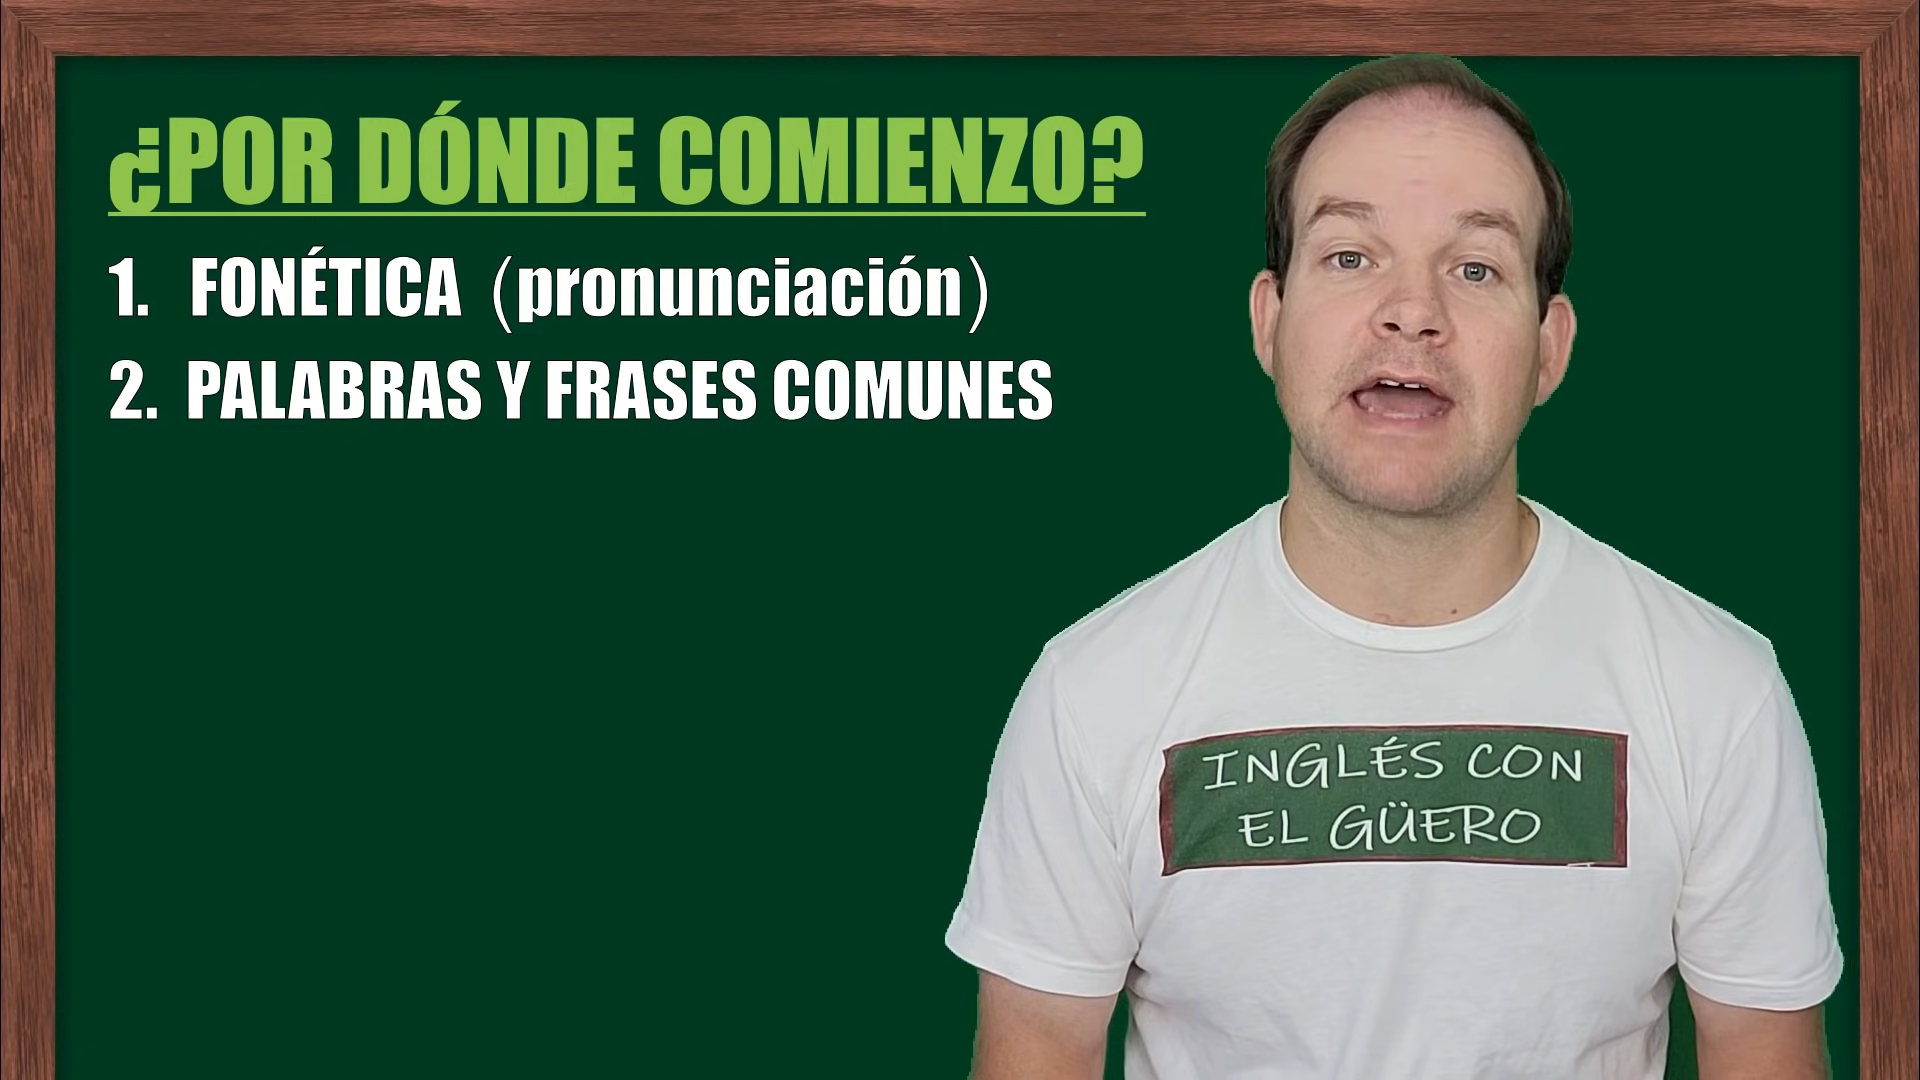 ¿POR DÓNDE COMIENZO?
1. FONÉTICA (pronunciación)
2. PALABRAS Y FRASES COMUNES
INGLÉS CON
EL GÜERO